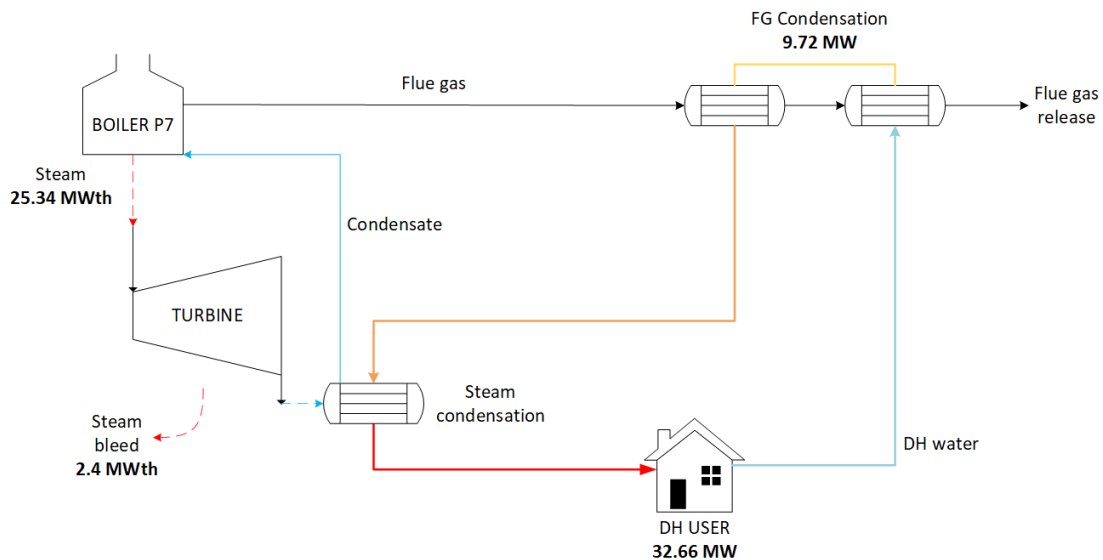 FG Condensation
9.72 MW
Flue gas
Flue gas
release
BOILER P7
Steam
25.34 MWth
Condensate
TURBINE
Steam
condensation
Steam
bleed
2.4 MWth
DH water
DH USER
32.66 MW